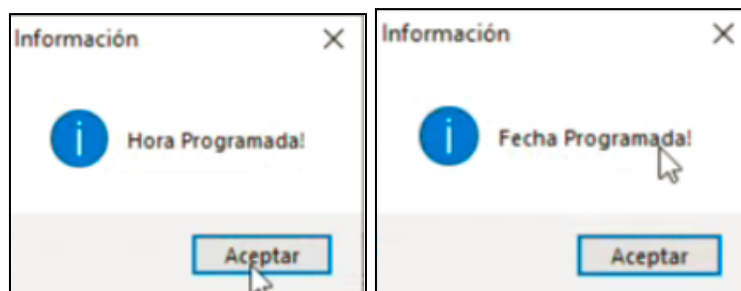 Información
Hora Programada!
Aceptar
Información
Fecha Programada!
Aceptar